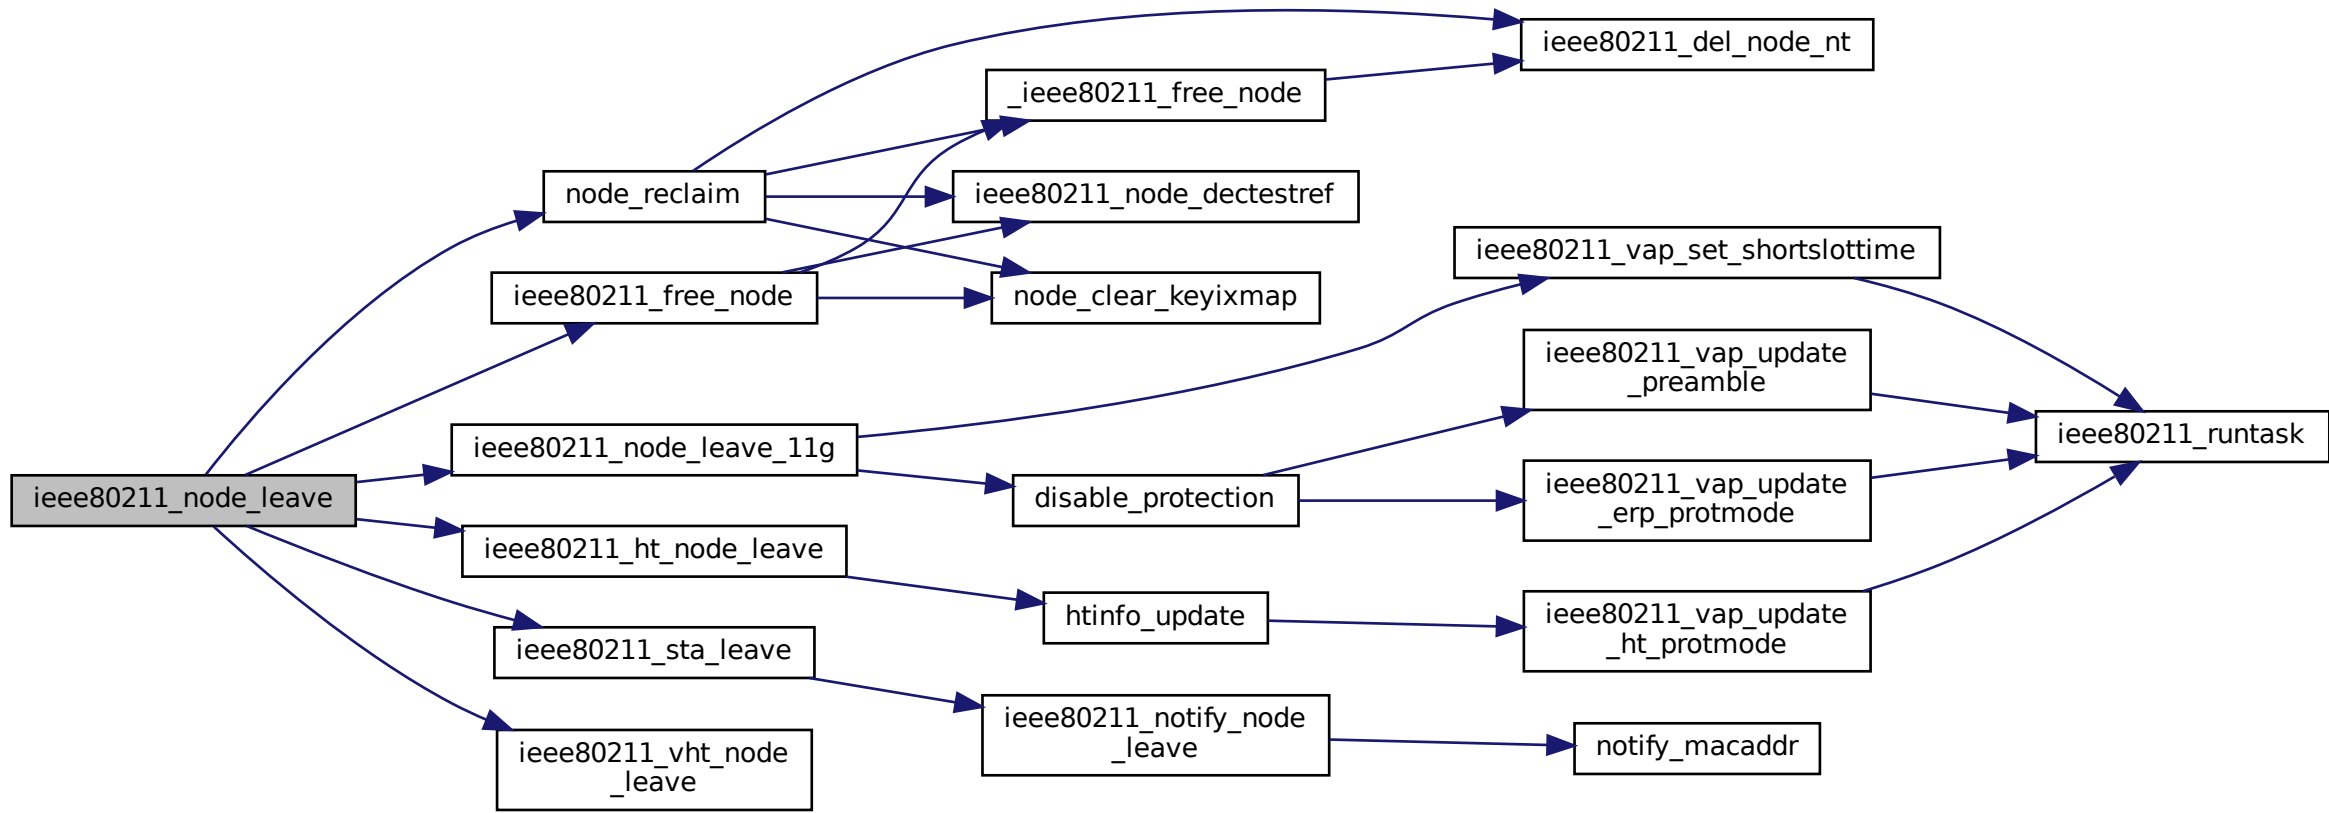 ieee80211_del_node_nt
_ieee80211_free_node
node_reclaim
ieee80211_node_dectestref
ieee80211_vap_set_shortslottime
ieee80211_free_node
node_clear_keyixmap
ieee80211_vap_update
_preamble
ieee80211_runtask
ieee80211_node_leave_11g
ieee80211_node_leave
disable_protection
ieee80211_vap_update
_erp_protmode
ieee80211_ht_node_leave
htinfo_update
ieee80211_vap_update
_ht_protmode
ieee80211_sta_leave
ieee80211_notify_node
_leave
notify_macaddr
ieee80211_vht_node
_leave